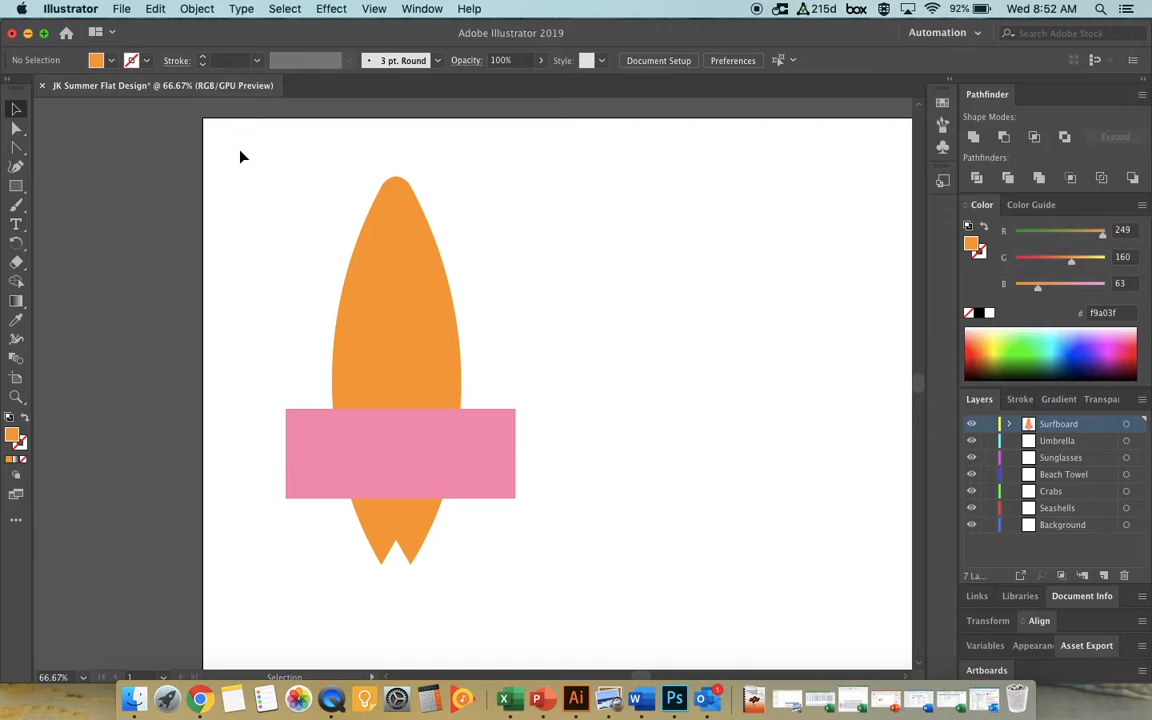 Illustrator File Edit Object Type Select Effect View Window Help 215d box 92% Wed 8:52 AM
Adobe Illustrator 2019 Automation Search Adobe Stock
No Selection Stroke: 3 pt. Round Opacity: 100% Style: Document Setup Preferences
JK Summer Flat Design* @ 66.67% (RGB/GPU Preview)
Pathfinder
Shape Modes:
Expand
Pathfinders:
Color Color Guide
R 249
G 160
B 63
# f9a03f
Layers Stroke Gradient Transpa
Surfboard
Umbrella
Sunglasses
Beach Towel
Crabs
Seashells
Background
7 La...
Links Libraries Document Info
Transform Align
Variables Appearan Asset Export
Artboards
66.67% 1 Selection
Ai W Ps 1